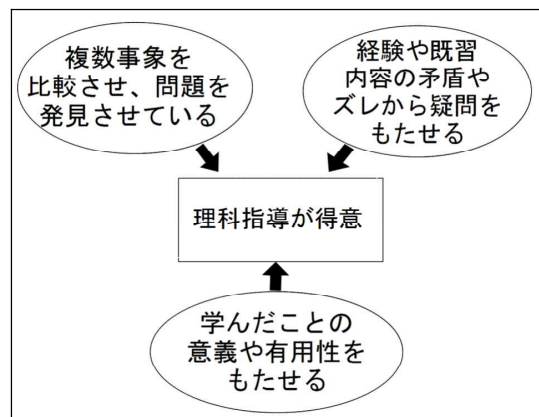 複数事象を
比較させ、問題を
発見させている
経験や既習
内容の矛盾や
ズレから疑問を
もたせる
理科指導が得意
学んだことの
意義や有用性を
もたせる